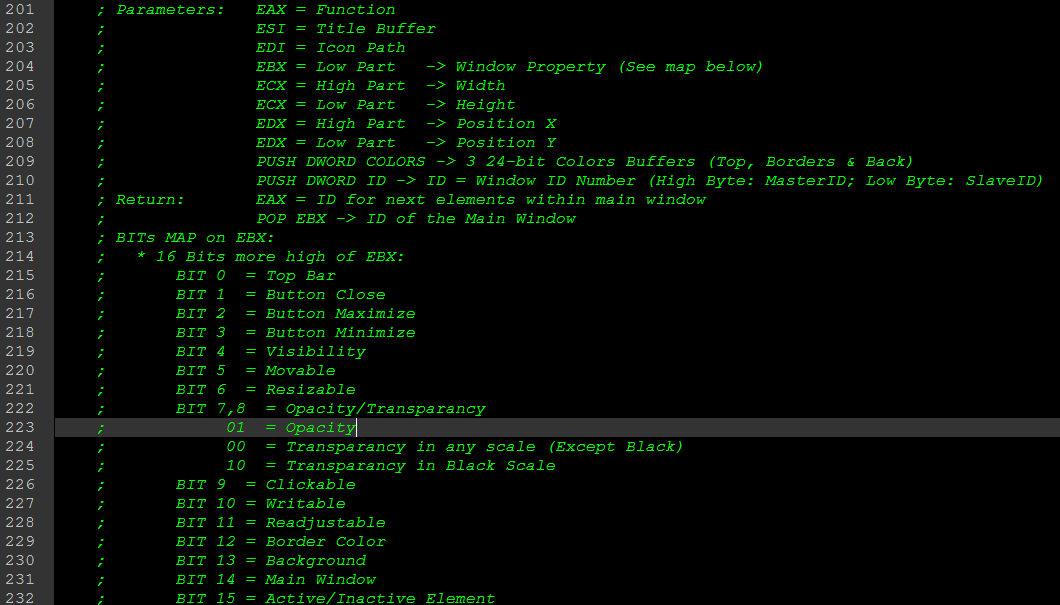 201 ; Parameters: EAX = Function
202 ; ESI = Title Buffer
203 ; EDI = Icon Path
204 ; EBX = Low Part -> Window Property (See map below)
205 ; ECX = High Part -> Width
206 ; ECX = Low Part -> Height
207 ; EDX = High Part -> Position X
208 ; EDX = Low Part -> Position Y
209 ; PUSH DWORD COLORS -> 3 24-bit Colors Buffers (Top, Borders & Back)
210 ; PUSH DWORD ID -> ID = Window ID Number (High Byte: MasterID; Low Byte: SlaveID)
211 ; Return: EAX = ID for next elements within main window
212 ; POP EBX -> ID of the Main Window
213 ; BITs MAP on EBX:
214 ; * 16 Bits more high of EBX:
215 ; BIT 0 = Top Bar
216 ; BIT 1 = Button Close
217 ; BIT 2 = Button Maximize
218 ; BIT 3 = Button Minimize
219 ; BIT 4 = Visibility
220 ; BIT 5 = Movable
221 ; BIT 6 = Resizable
222 ; BIT 7,8 = Opacity/Transparancy
223 ; 01 = Opacity
224 ; 00 = Transparancy in any scale (Except Black)
225 ; 10 = Transparancy in Black Scale
226 ; BIT 9 = Clickable
227 ; BIT 10 = Writable
228 ; BIT 11 = Readjustable
229 ; BIT 12 = Border Color
230 ; BIT 13 = Background
231 ; BIT 14 = Main Window
232 ; BIT 15 = Active/Inactive Element